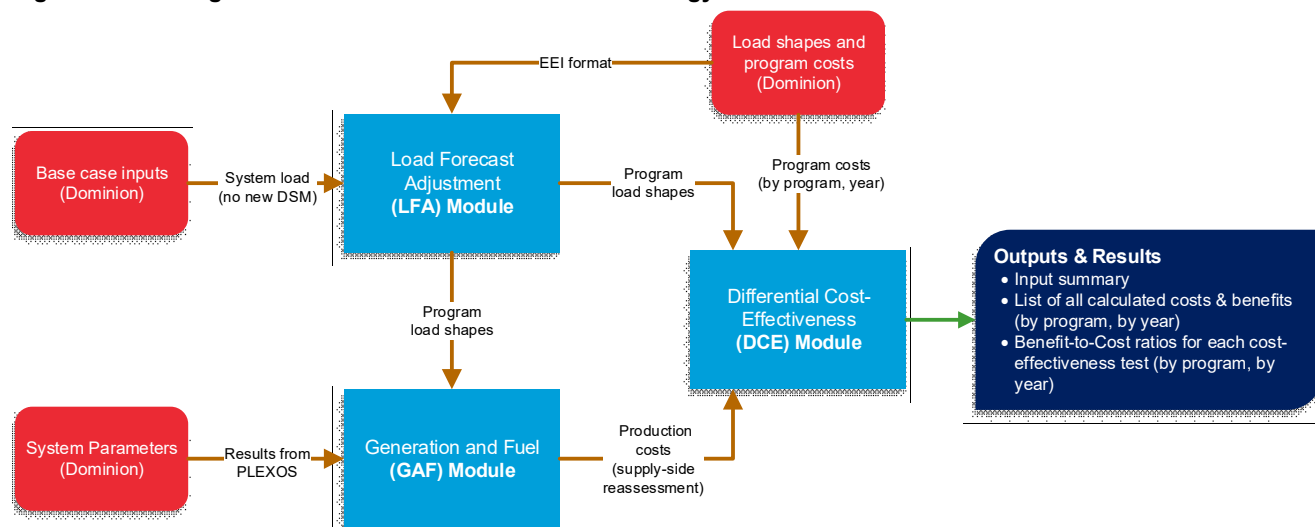 Load shapes and
program costs
(Dominion)
EEI format
Base case inputs
(Dominion)
System load
(no new DSM)
Load Forecast
Adjustment
(LFA) Module
Program
load shapes
Program costs
(by program, year)
Program
load shapes
Differential Cost-
Effectiveness
(DCE) Module
Outputs & Results
• Input summary
• List of all calculated costs & benefits
(by program, by year)
• Benefit-to-Cost ratios for each cost-
effectiveness test (by program, by
year)
System Parameters
(Dominion)
Results from
PLEXOS
Generation and Fuel
(GAF) Module
Production
costs
(supply-side
reassessment)